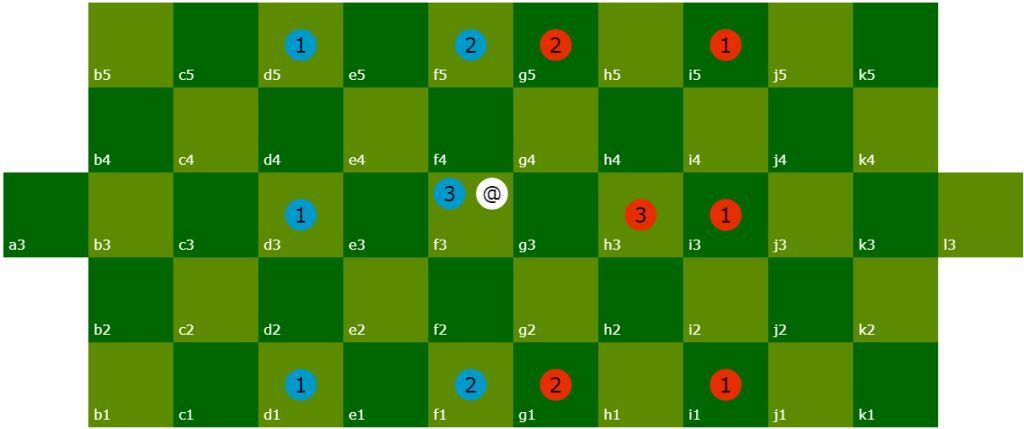 1 2 2 1
b5 c5 d5 e5 f5 g5 h5 i5 j5 k5
b4 c4 d4 e4 f4 g4 h4 i4 j4 k4
3 @
1 3 1
a3 b3 c3 d3 e3 f3 g3 h3 i3 j3 k3 l3
b2 c2 d2 e2 f2 g2 h2 i2 j2 k2
1 2 2 1
b1 c1 d1 e1 f1 g1 h1 i1 j1 k1